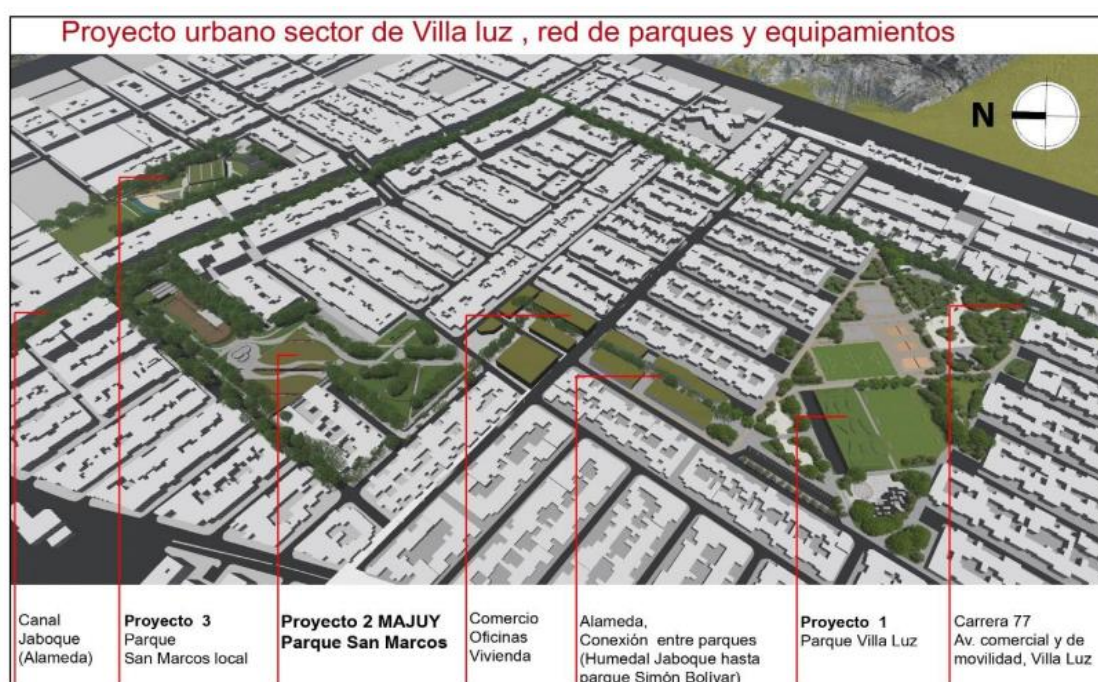 Proyecto urbano sector de Villa luz , red de parques y equipamientos
N
Canal
Jaboque
(Alameda)
Proyecto 3
Parque
San Marcos local
Proyecto 2 MAJUY
Parque San Marcos
Comercio
Oficinas
Vivienda
Alameda,
Conexión entre parques
(Humedal Jaboque hasta
parque Simón Bolívar)
Proyecto 1
Parque Villa Luz
Carrera 77
Av. comercial y de
movilidad, Villa Luz